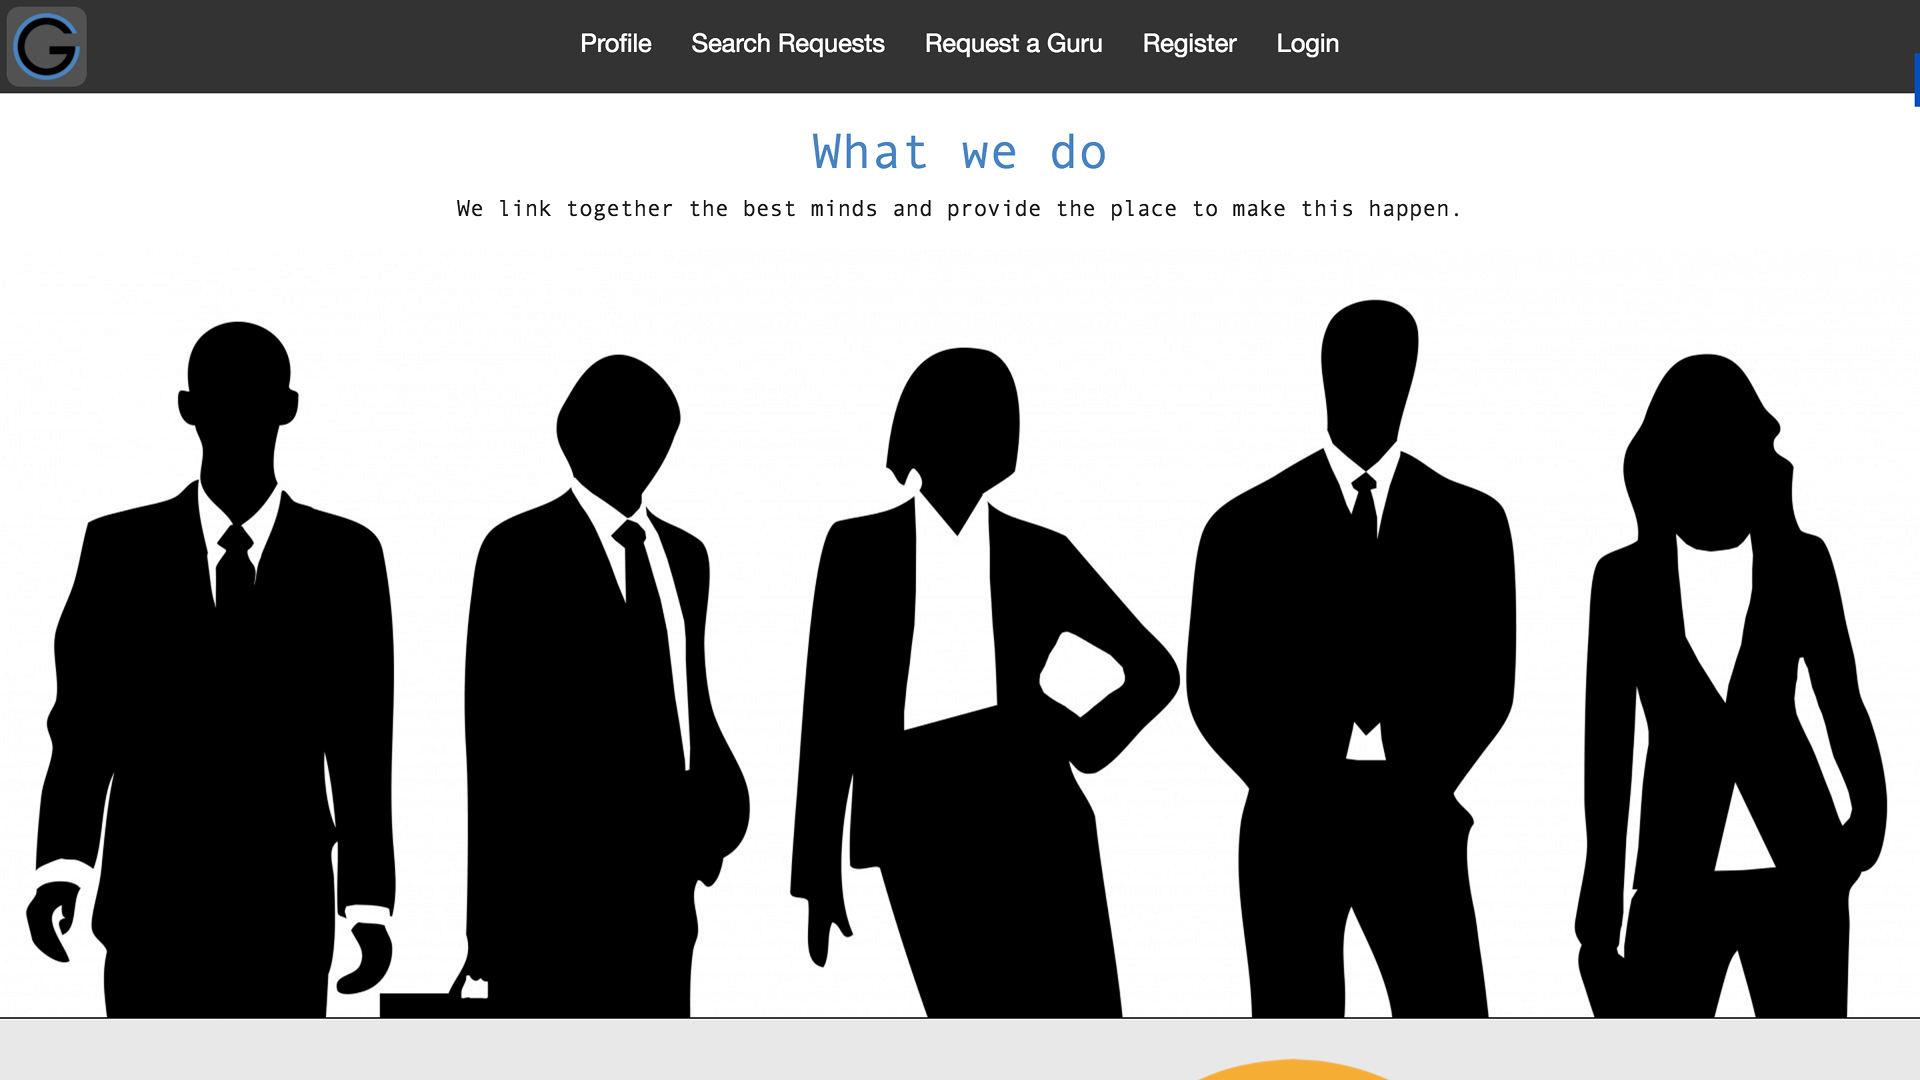 G
Profile Search Requests Request a Guru Register Login
What we do
We link together the best minds and provide the place to make this happen.